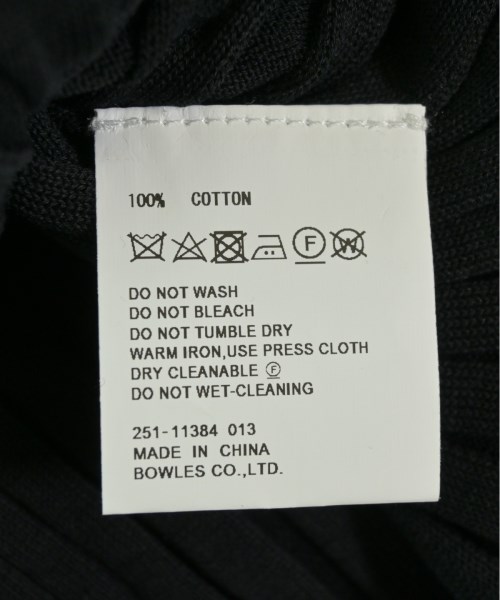 100% COTTON
F W
DO NOT WASH
DO NOT BLEACH
DO NOT TUMBLE DRY
WARM IRON,USE PRESS CLOTH
DRY CLEANABLE Ⓕ
DO NOT WET-CLEANING
251-11384 013
MADE IN CHINA
BOWLES CO.,LTD.